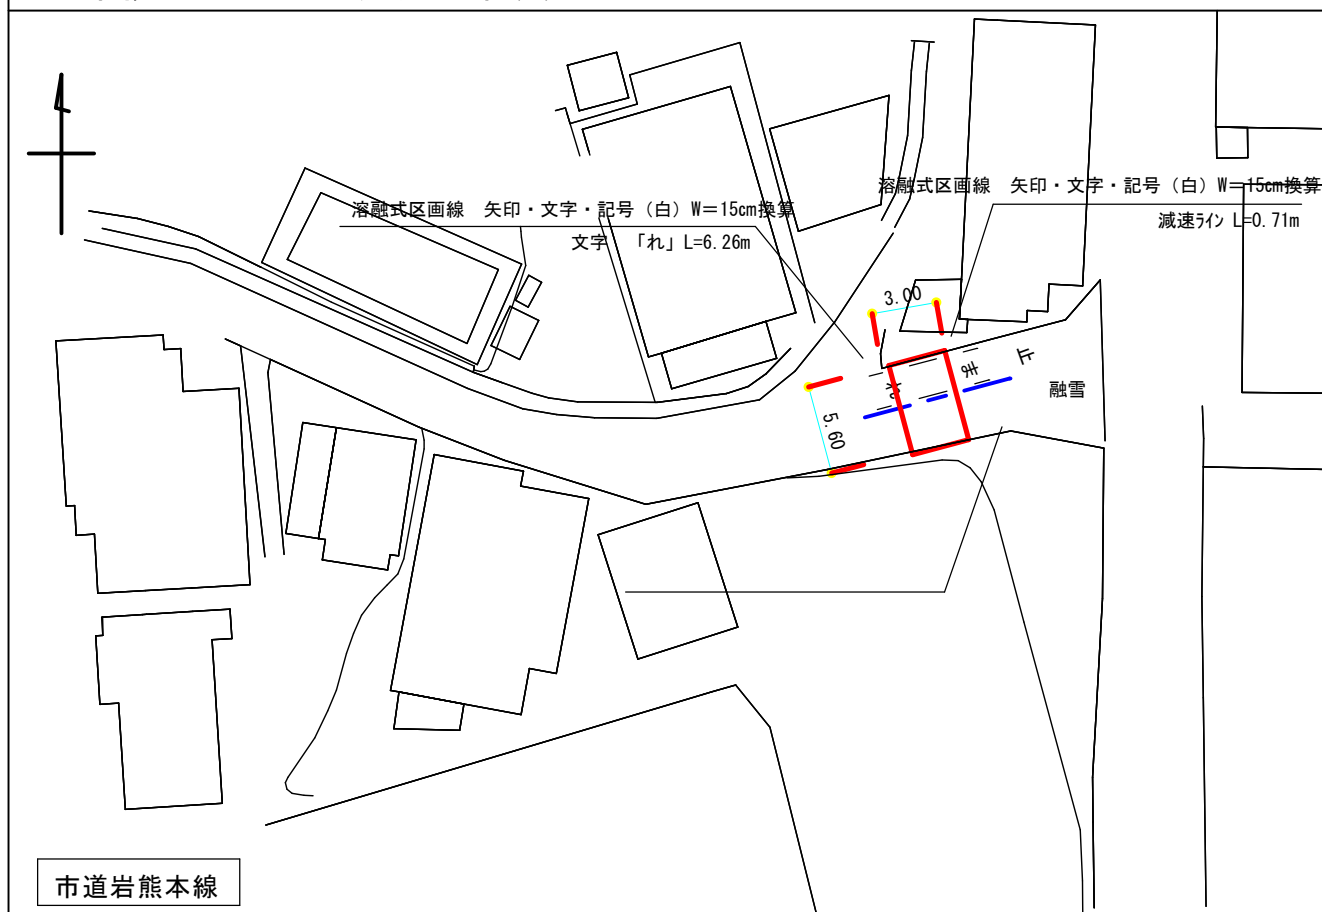 溶融式区画線　矢印・文字・記号（白）W＝15cm換算
減速ライン L=0.71m
溶融式区画線　矢印・文字・記号（白）W＝15cm換算
文字　「れ」L=6.26m
3.00
止
ま
れ
融雪
5.60
市道岩熊本線